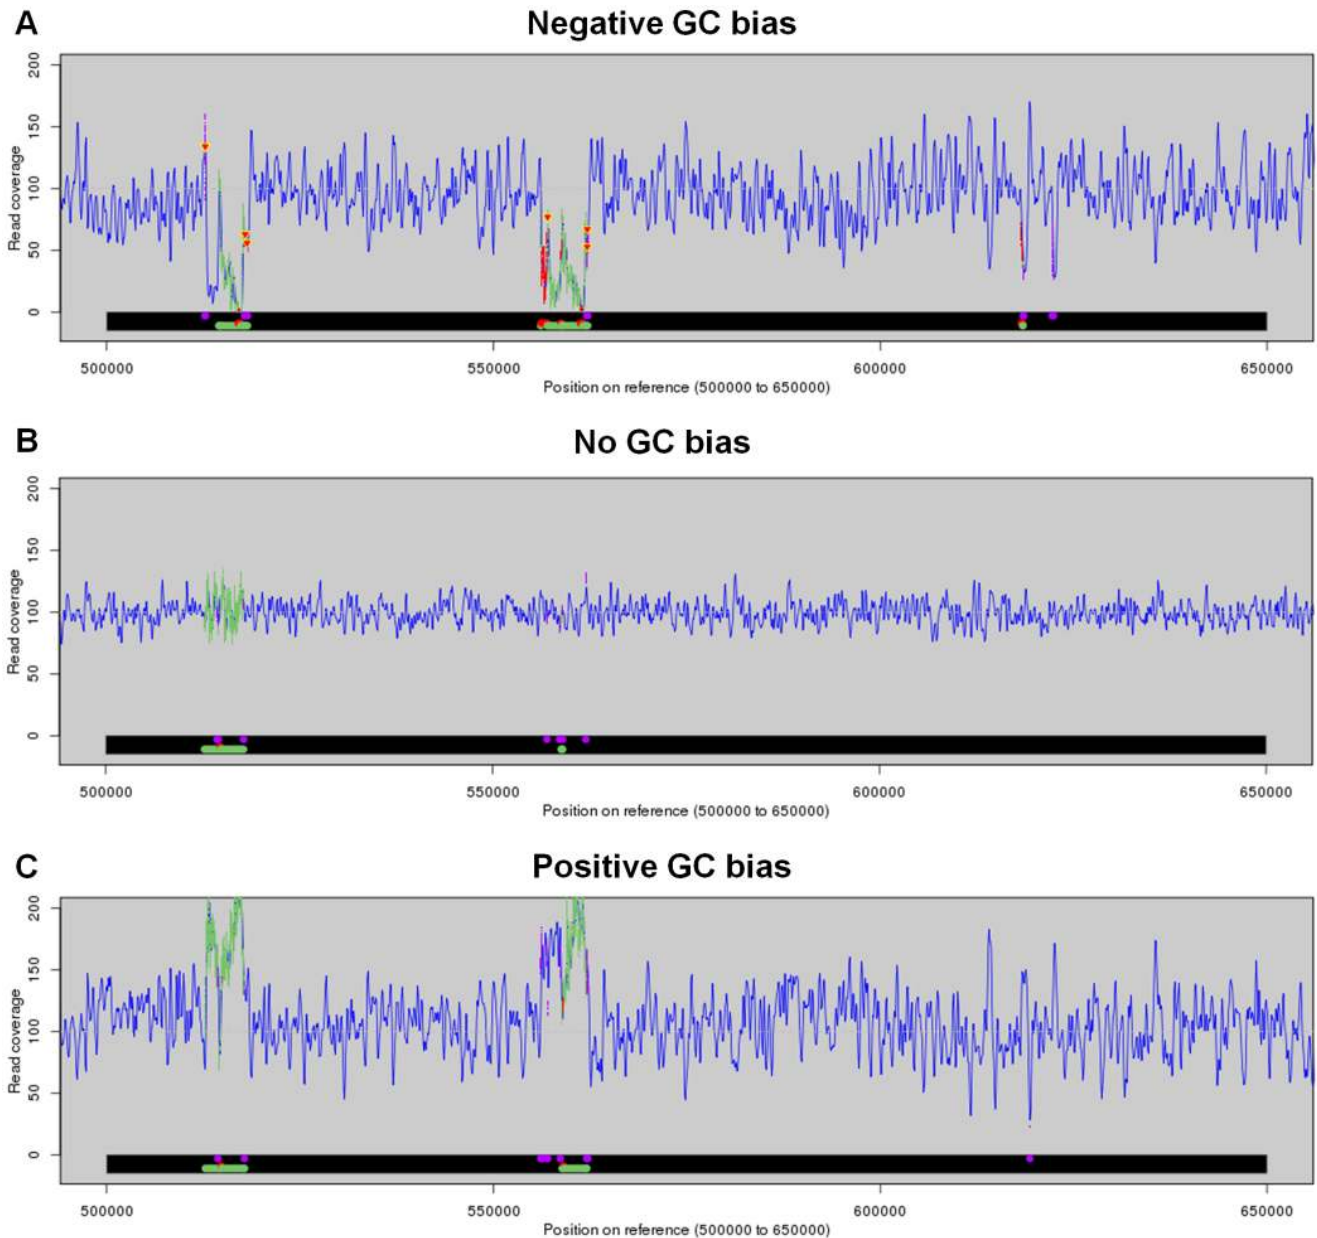 A Negative GC bias
200
150
100
50
0
Read coverage
500000 550000 600000 650000
Position on reference (500000 to 650000)
B No GC bias
200
150
100
50
0
Read coverage
500000 550000 600000 650000
Position on reference (500000 to 650000)
C Positive GC bias
200
150
100
50
0
Read coverage
500000 550000 600000 650000
Position on reference (500000 to 650000)